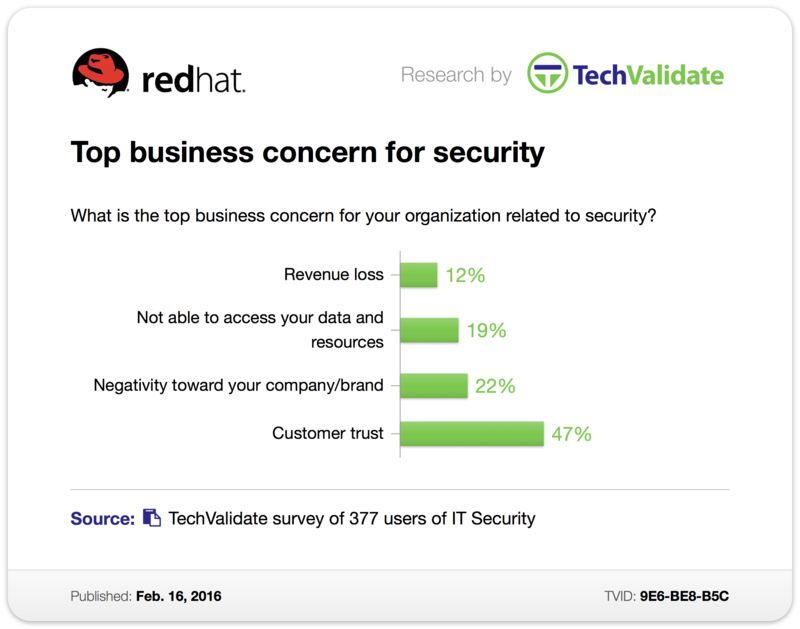 redhat.
Research by TechValidate
Top business concern for security
What is the top business concern for your organization related to security?
Revenue loss 12%
Not able to access your data and
resources 19%
Negativity toward your company/brand 22%
Customer trust 47%
Source: TechValidate survey of 377 users of IT Security
Published: Feb. 16, 2016
TVID: 9E6-BE8-B5C